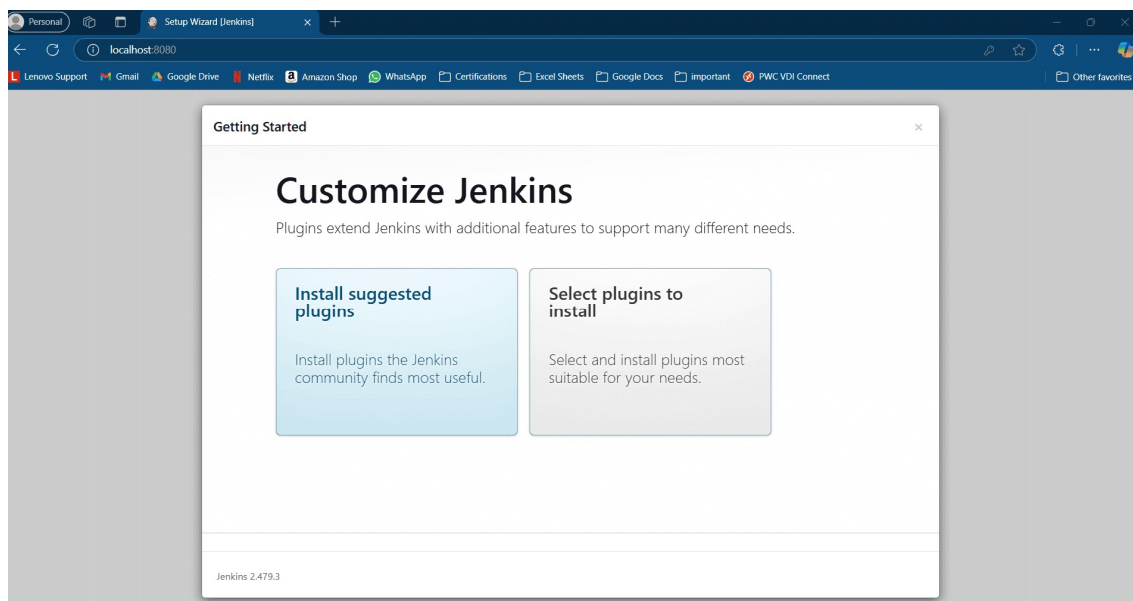 Personal
Setup Wizard [Jenkins]
localhost:8080
Lenovo Support Gmail Google Drive Netflix Amazon Shop WhatsApp Certifications Excel Sheets Google Docs important PWC VDI Connect Other favorites
Getting Started
Customize Jenkins
Plugins extend Jenkins with additional features to support many different needs.
Install suggested
plugins
Install plugins the Jenkins
community finds most useful.
Select plugins to
install
Select and install plugins most
suitable for your needs.
Jenkins 2.479.3